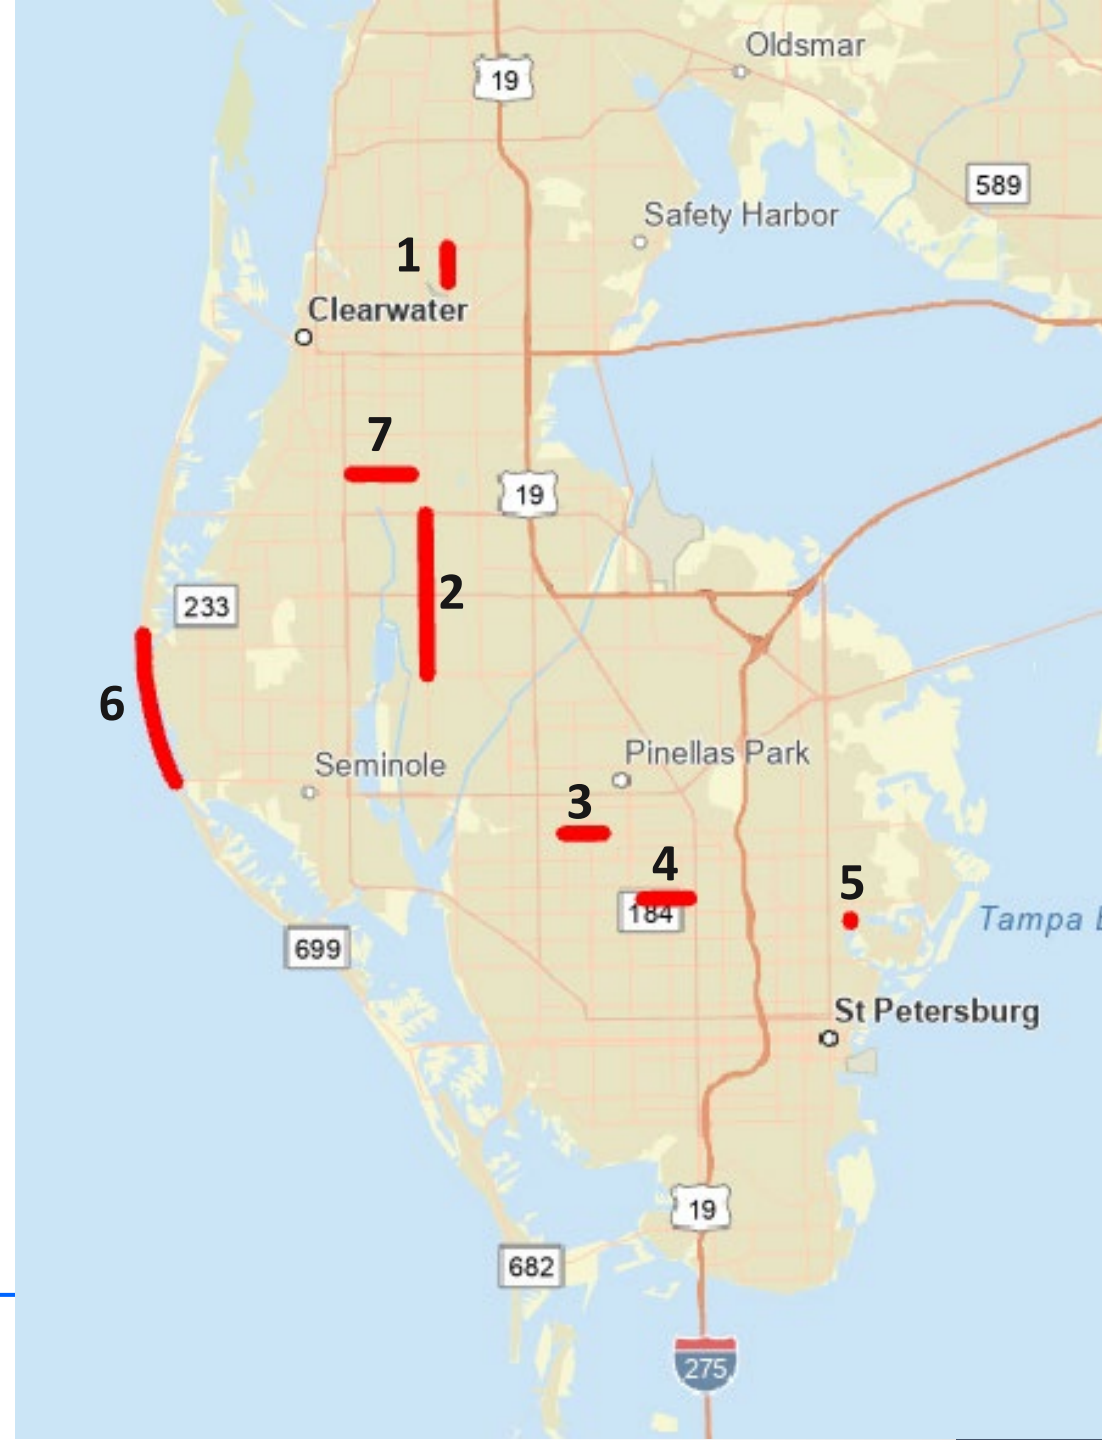 Oldsmar
19
589
Safety Harbor
1
Clearwater
7
19
2
233
6
Pinellas Park
Seminole
3
4
5
184
Tampa
699
St Petersburg
19
682
275